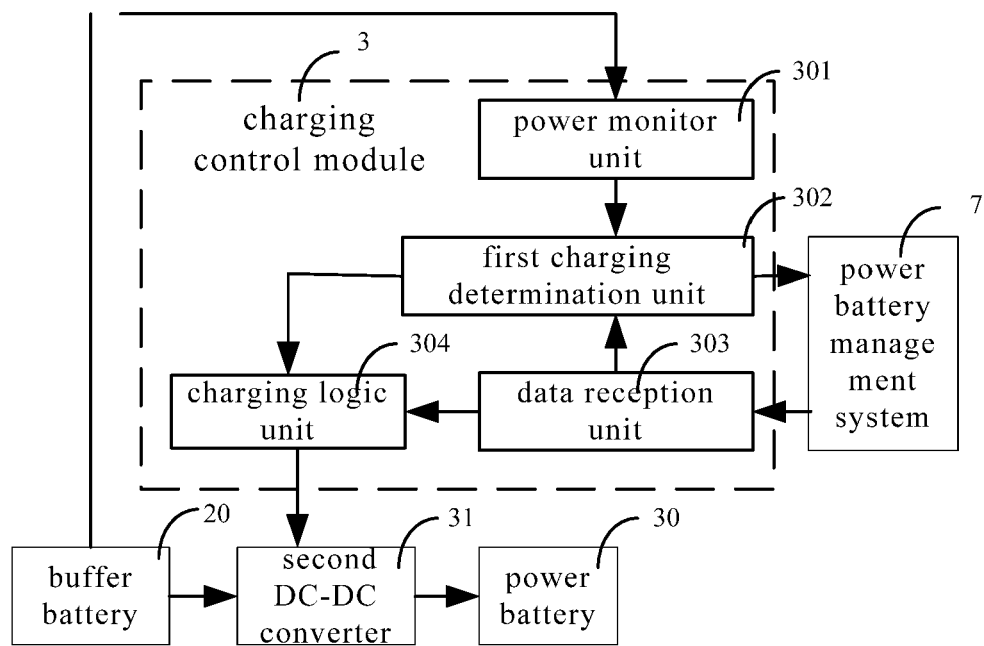 3
301
charging
control module
power monitor
unit
302
7
first charging
determination unit
power
battery
manage
ment
system
304
303
charging logic
unit
data reception
unit
20
31
30
buffer
battery
second
DC-DC
converter
power
battery